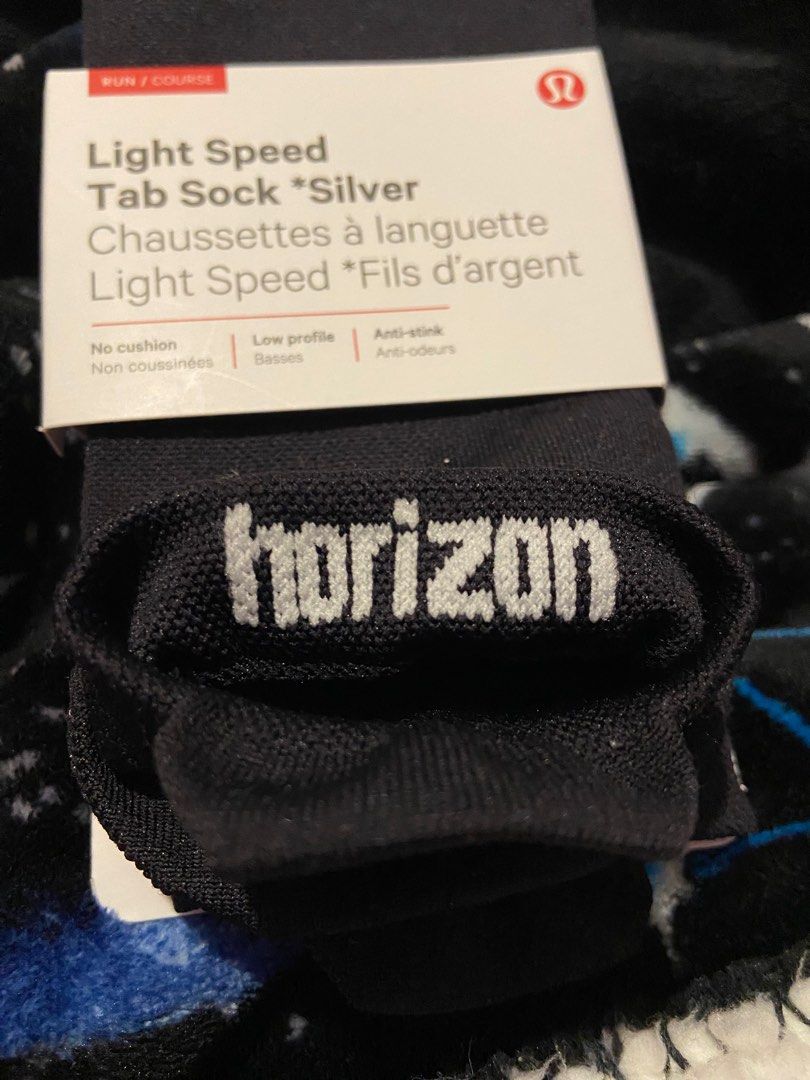 RUN / COURSE
Light Speed
Tab Sock *Silver
Chaussettes à languette
Light Speed *Fils d'argent
No cushion
Non coussinées
Low profile
Basses
Anti-stink
Anti-odeurs
horizon